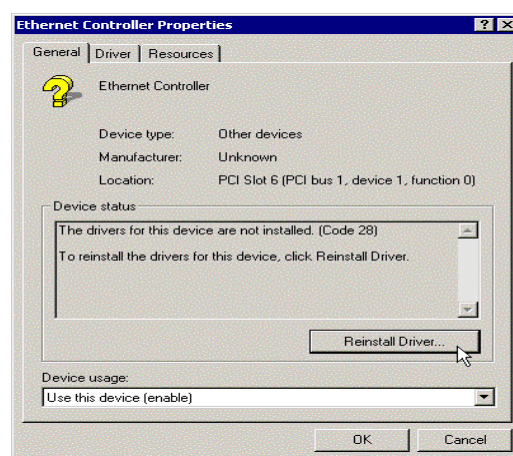 Ethernet Controller Properties
General Driver Resources
Ethernet Controller
Device type: Other devices
Manufacturer: Unknown
Location: PCI Slot 6 (PCI bus 1, device 1, function 0)
Device status
The drivers for this device are not installed. (Code 28)
To reinstall the drivers for this device, click Reinstall Driver.
Reinstall Driver...
Device usage:
Use this device (enable)
OK Cancel